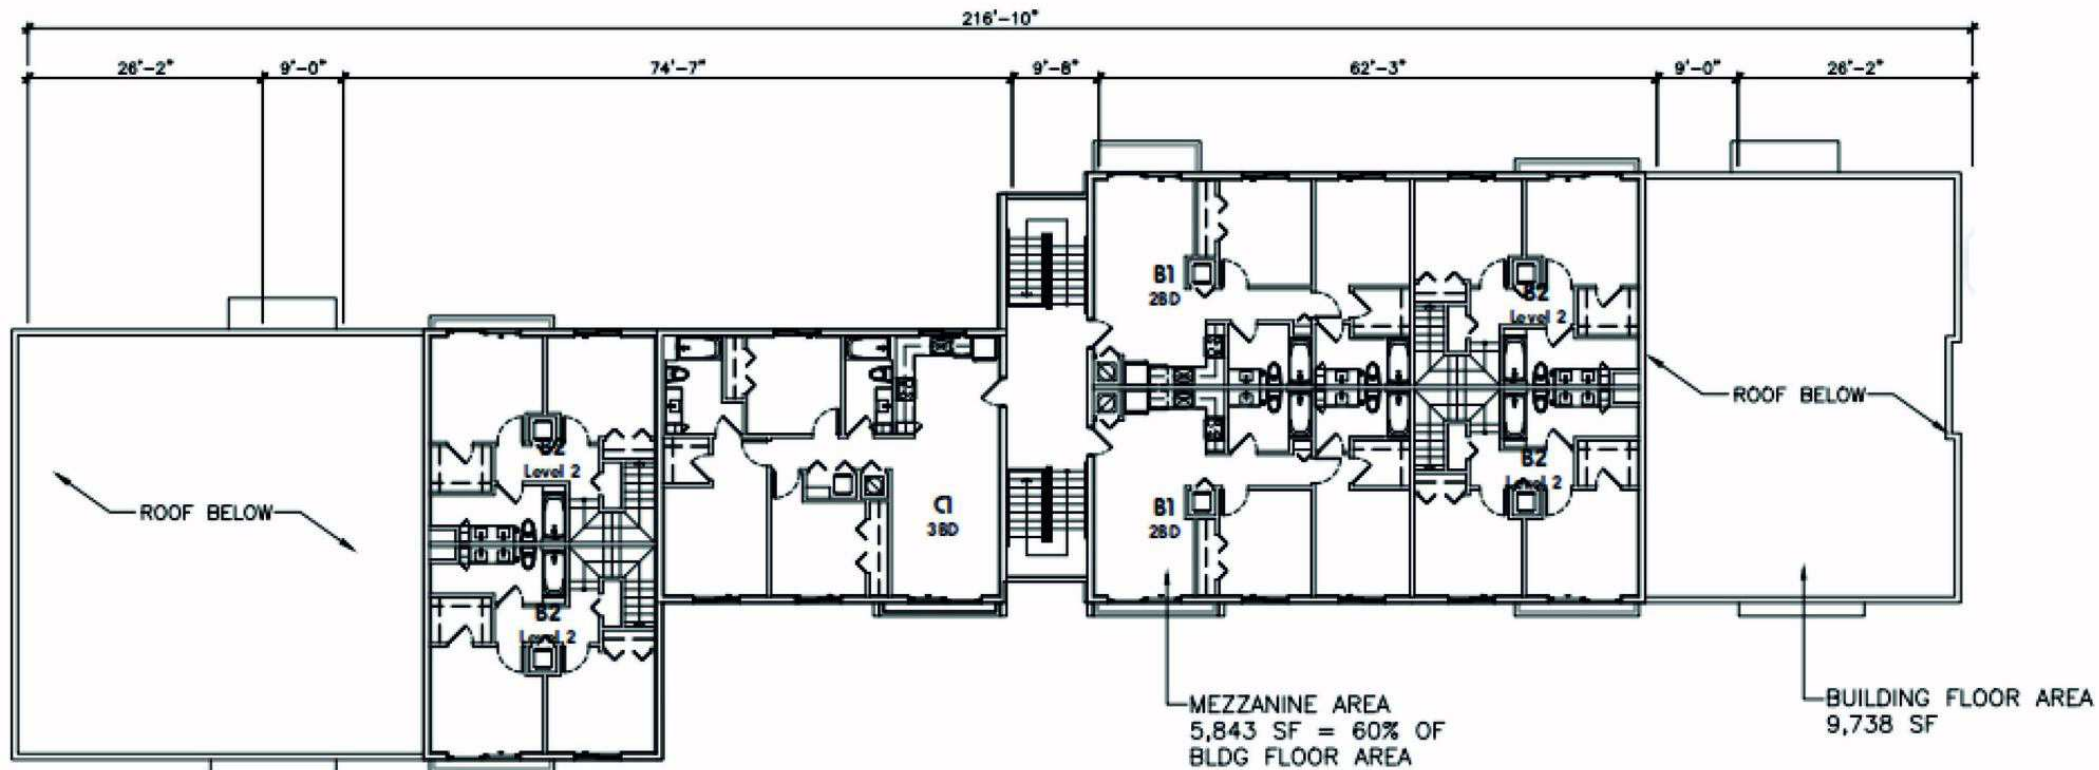 216'-10"
26'-2" 9'-0" 74'-7" 9'-8" 62'-3" 9'-0" 26'-2"
B1
2BD
B2
Level 2
ROOF BELOW
B2
Level 2
ROOF BELOW
C1
3BD
B1
2BD
B2
Level 2
B2
Level 2
MEZZANINE AREA
5,843 SF = 60% OF
BLDG FLOOR AREA
BUILDING FLOOR AREA
9,738 SF